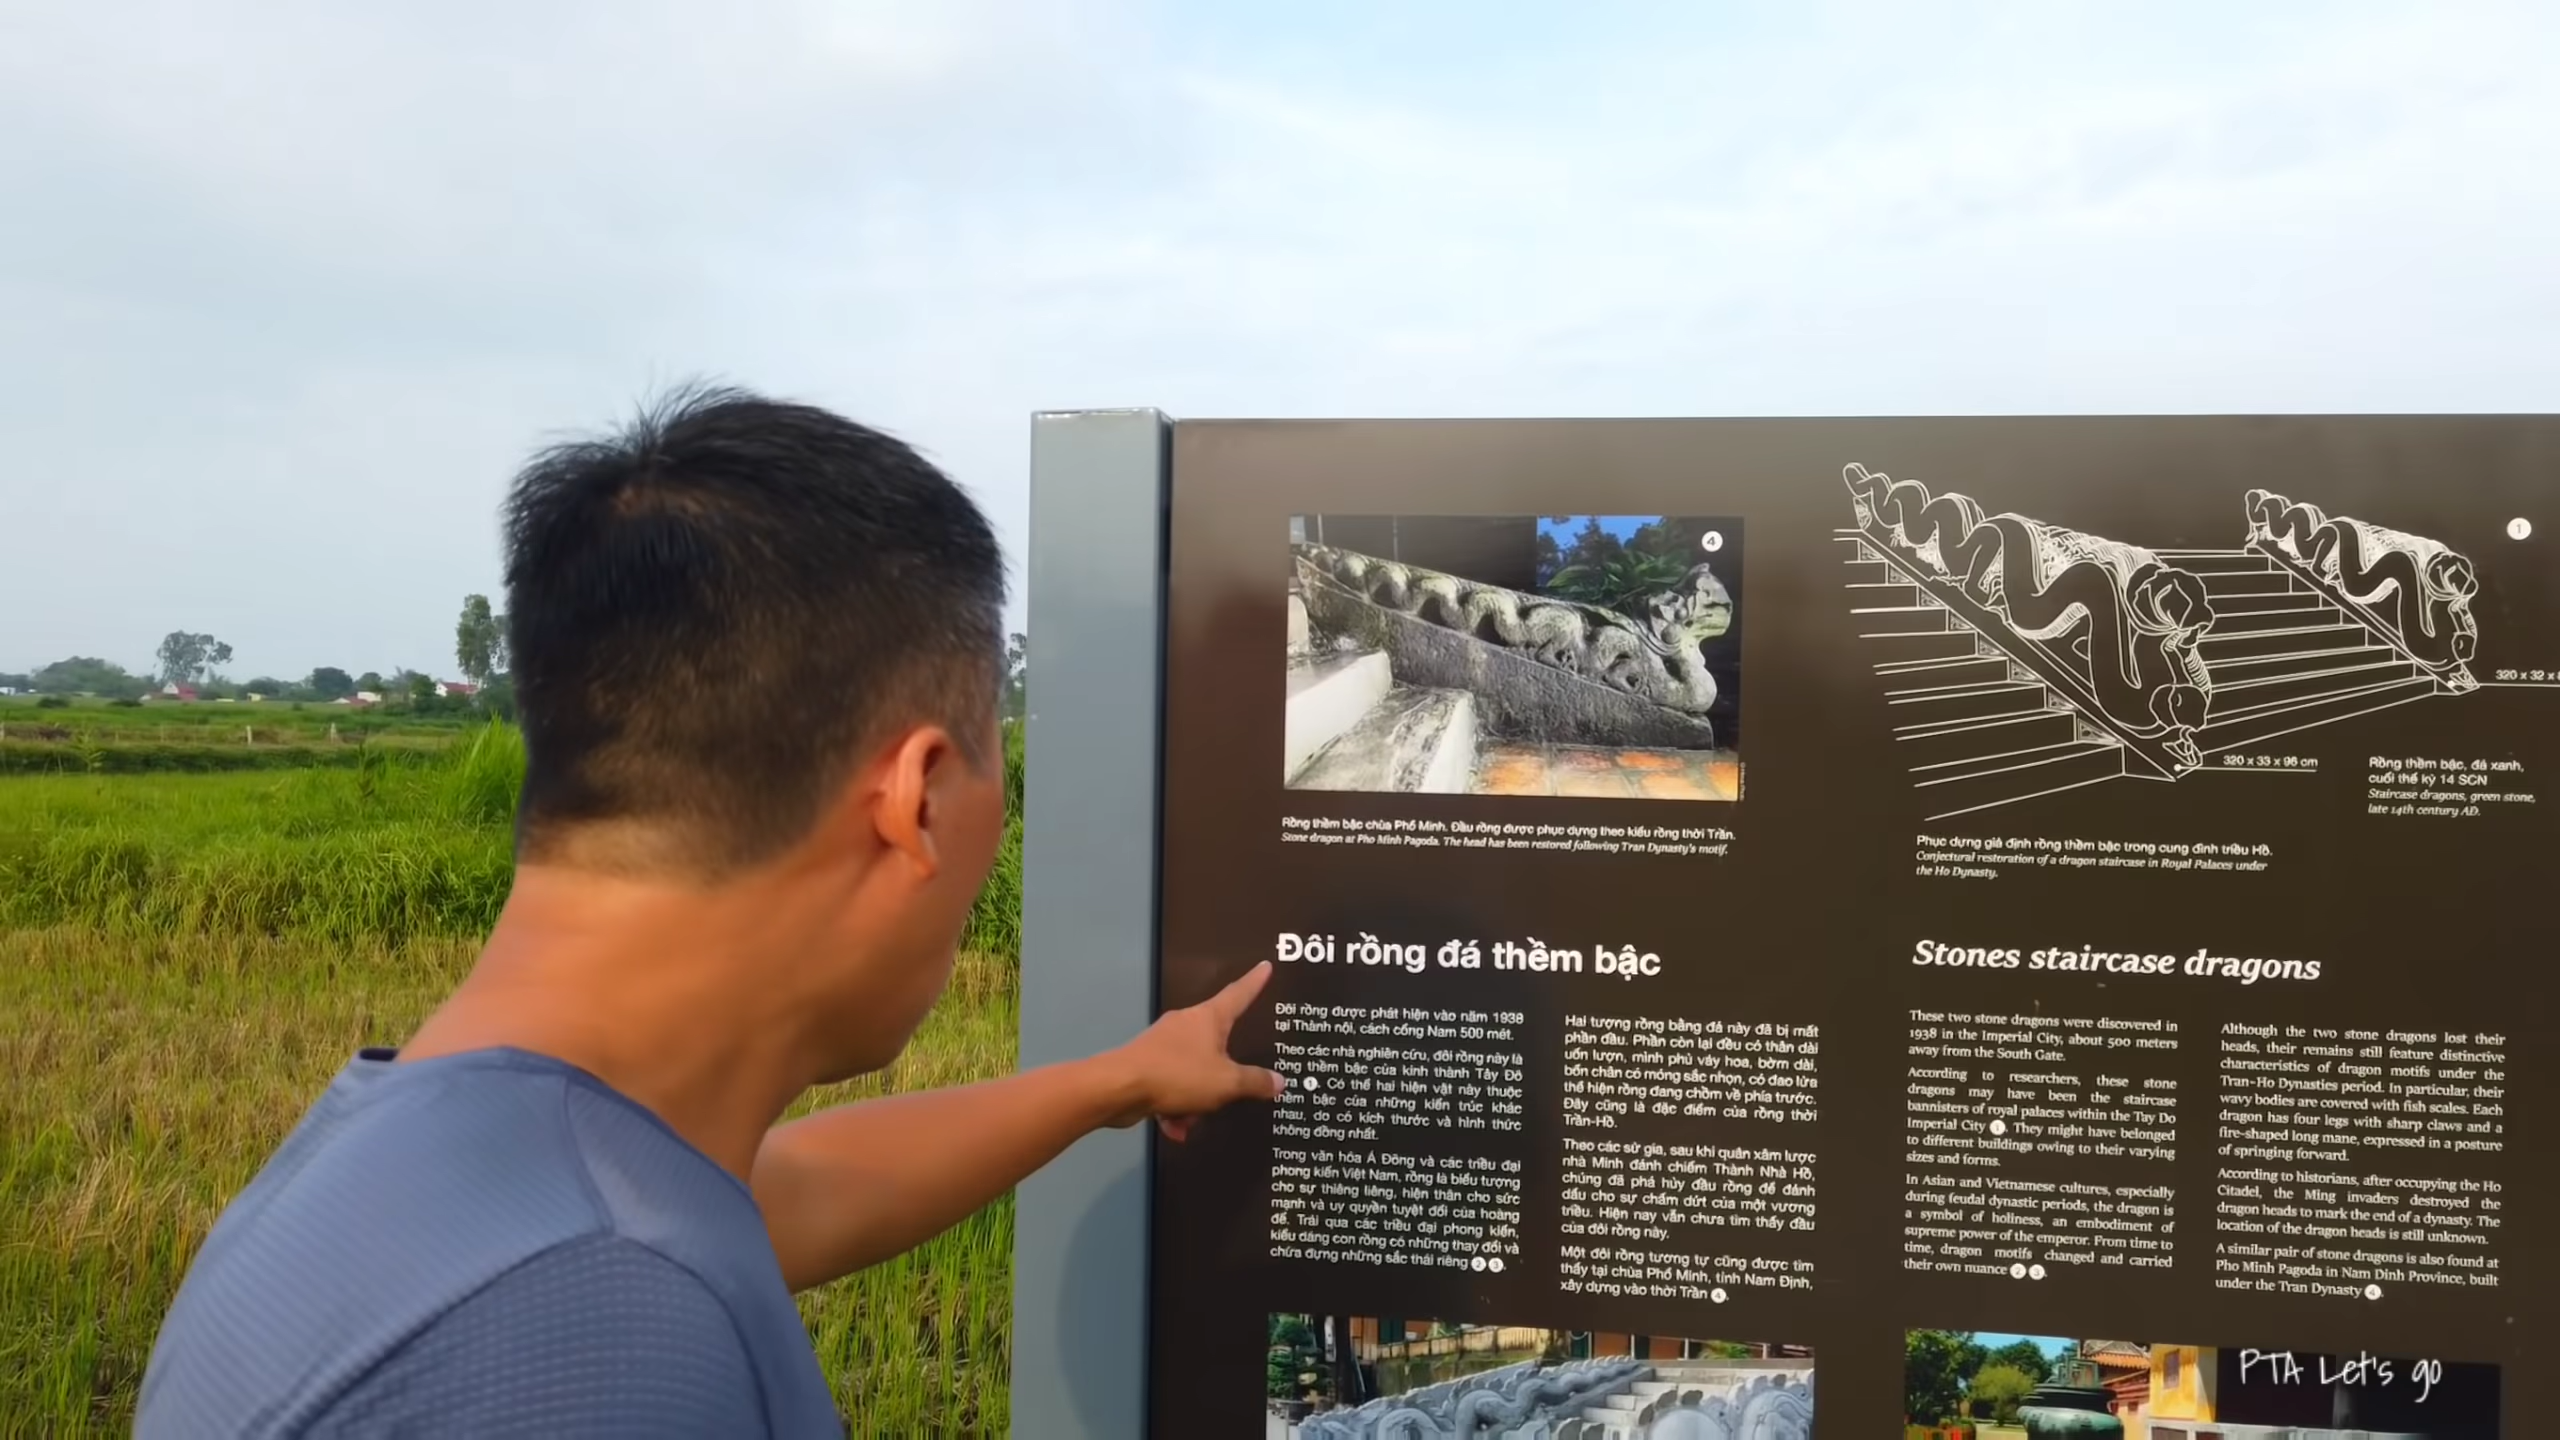 4
1
320 x 32 x
320 x 33 x 96 cm
Rồng thềm bậc, đá xanh,
cuối thế kỷ 14 SCN
Staircase dragons, green stone,
late 14th century AD.
Rồng thềm bậc chùa Phổ Minh. Đầu rồng được phục dựng theo kiểu rồng thời Trần.
Stone dragon at Pho Minh Pagoda. The head has been restored following Tran Dynasty's motif.
Phục dựng giả định rồng thềm bậc trong cung đình triều Hồ.
Conjectural restoration of a dragon staircase in Royal Palaces under
the Ho Dynasty.
Đôi rồng đá thềm bậc
Đôi rồng được phát hiện vào năm 1938
tại Thành nội, cách cổng Nam 500 mét.
Theo các nhà nghiên cứu, đôi rồng này là
rồng thềm bậc của kinh thành Tây Đô
1. Có thể hai hiện vật này thuộc
thềm bậc của những kiến trúc khác
nhau, do có kích thước và hình thức
không đồng nhất.
Trong văn hóa Á Đông và các triều đại
phong kiến Việt Nam, rồng là biểu tượng
cho sự thiêng liêng, hiện thân cho sức
mạnh và uy quyền tuyệt đối của hoàng
đế. Trải qua các triều đại phong kiến,
kiểu dáng con rồng có những thay đổi và
chứa đựng những sắc thái riêng 2 3.
Hai tượng rồng bằng đá này đã bị mất
phần đầu. Phần còn lại đều có thân dài
uốn lượn, mình phủ vảy hoa, bờm dài,
bốn chân có móng sắc nhọn, có đao lửa
thể hiện rồng đang chồm về phía trước.
Đây cũng là đặc điểm của rồng thời
Trần-Hồ.
Theo các sử gia, sau khi quân xâm lược
nhà Minh đánh chiếm Thành Nhà Hồ,
chúng đã phá hủy đầu rồng để đánh
dấu cho sự chấm dứt của một vương
triều. Hiện nay vẫn chưa tìm thấy đầu
của đôi rồng này.
Một đôi rồng tương tự cũng được tìm
thấy tại chùa Phổ Minh, tỉnh Nam Định,
xây dựng vào thời Trần 4.
Stones staircase dragons
These two stone dragons were discovered in
1938 in the Imperial City, about 500 meters
away from the South Gate.
According to researchers, these stone
dragons may have been the staircase
bannisters of royal palaces within the Tay Do
Imperial City 1. They might have belonged
to different buildings owing to their varying
sizes and forms.
In Asian and Vietnamese cultures, especially
during feudal dynastic periods, the dragon is
a symbol of holiness, an embodiment of
supreme power of the emperor. From time to
time, dragon motifs changed and carried
their own nuance 2 3.
Although the two stone dragons lost their
heads, their remains still feature distinctive
characteristics of dragon motifs under the
Tran-Ho Dynasties period. In particular, their
wavy bodies are covered with fish scales. Each
dragon has four legs with sharp claws and a
fire-shaped long mane, expressed in a posture
of springing forward.
According to historians, after occupying the Ho
Citadel, the Ming invaders destroyed the
dragon heads to mark the end of a dynasty. The
location of the dragon heads is still unknown.
A similar pair of stone dragons is also found at
Pho Minh Pagoda in Nam Dinh Province, built
under the Tran Dynasty 4.
PTA Let's go